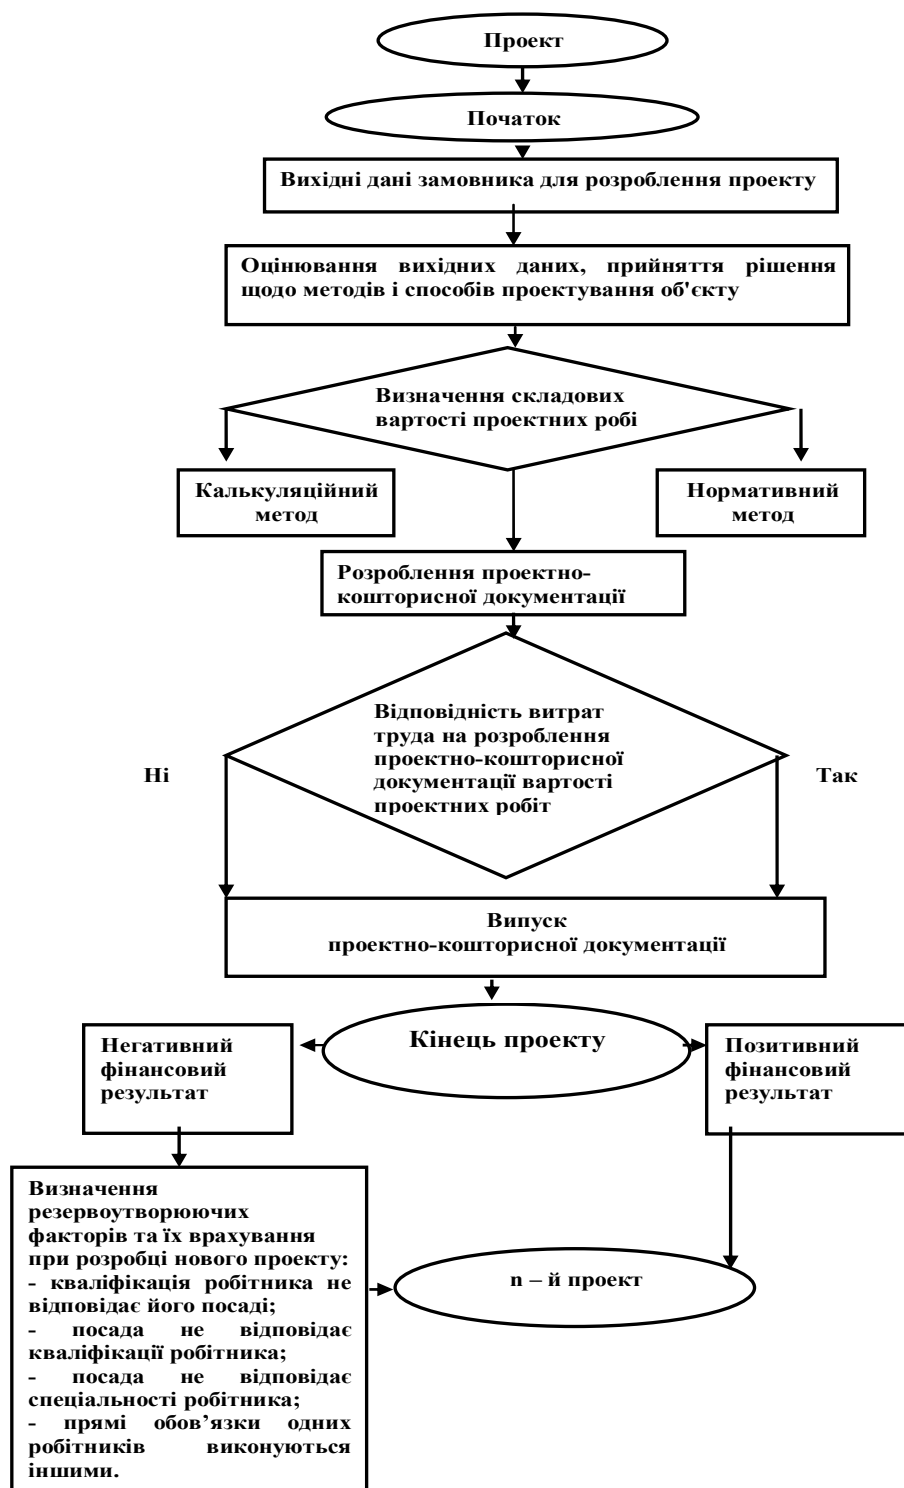 Проект
Початок
Вихідні дані замовника для розроблення проекту
Оцінювання вихідних даних, прийняття рішення
щодо методів і способів проектування об'єкту
Визначення складових
вартості проектних робі
Калькуляційний
метод
Нормативний
метод
Розроблення проектно-
кошторисної документації
Відповідність витрат
труда на розроблення
проектно-кошторисної
документації вартості
проектних робіт
Ні
Так
Випуск
проектно-кошторисної документації
Кінець проекту
Негативний
фінансовий
результат
Позитивний
фінансовий
результат
Визначення
резервоутворюючих
факторів та їх врахування
при розробці нового проекту:
- кваліфікація робітника не
відповідає його посаді;
- посада не відповідає
кваліфікації робітника;
- посада не відповідає
спеціальності робітника;
- прямі обов’язки одних
робітників виконуються
іншими.
n – й проект